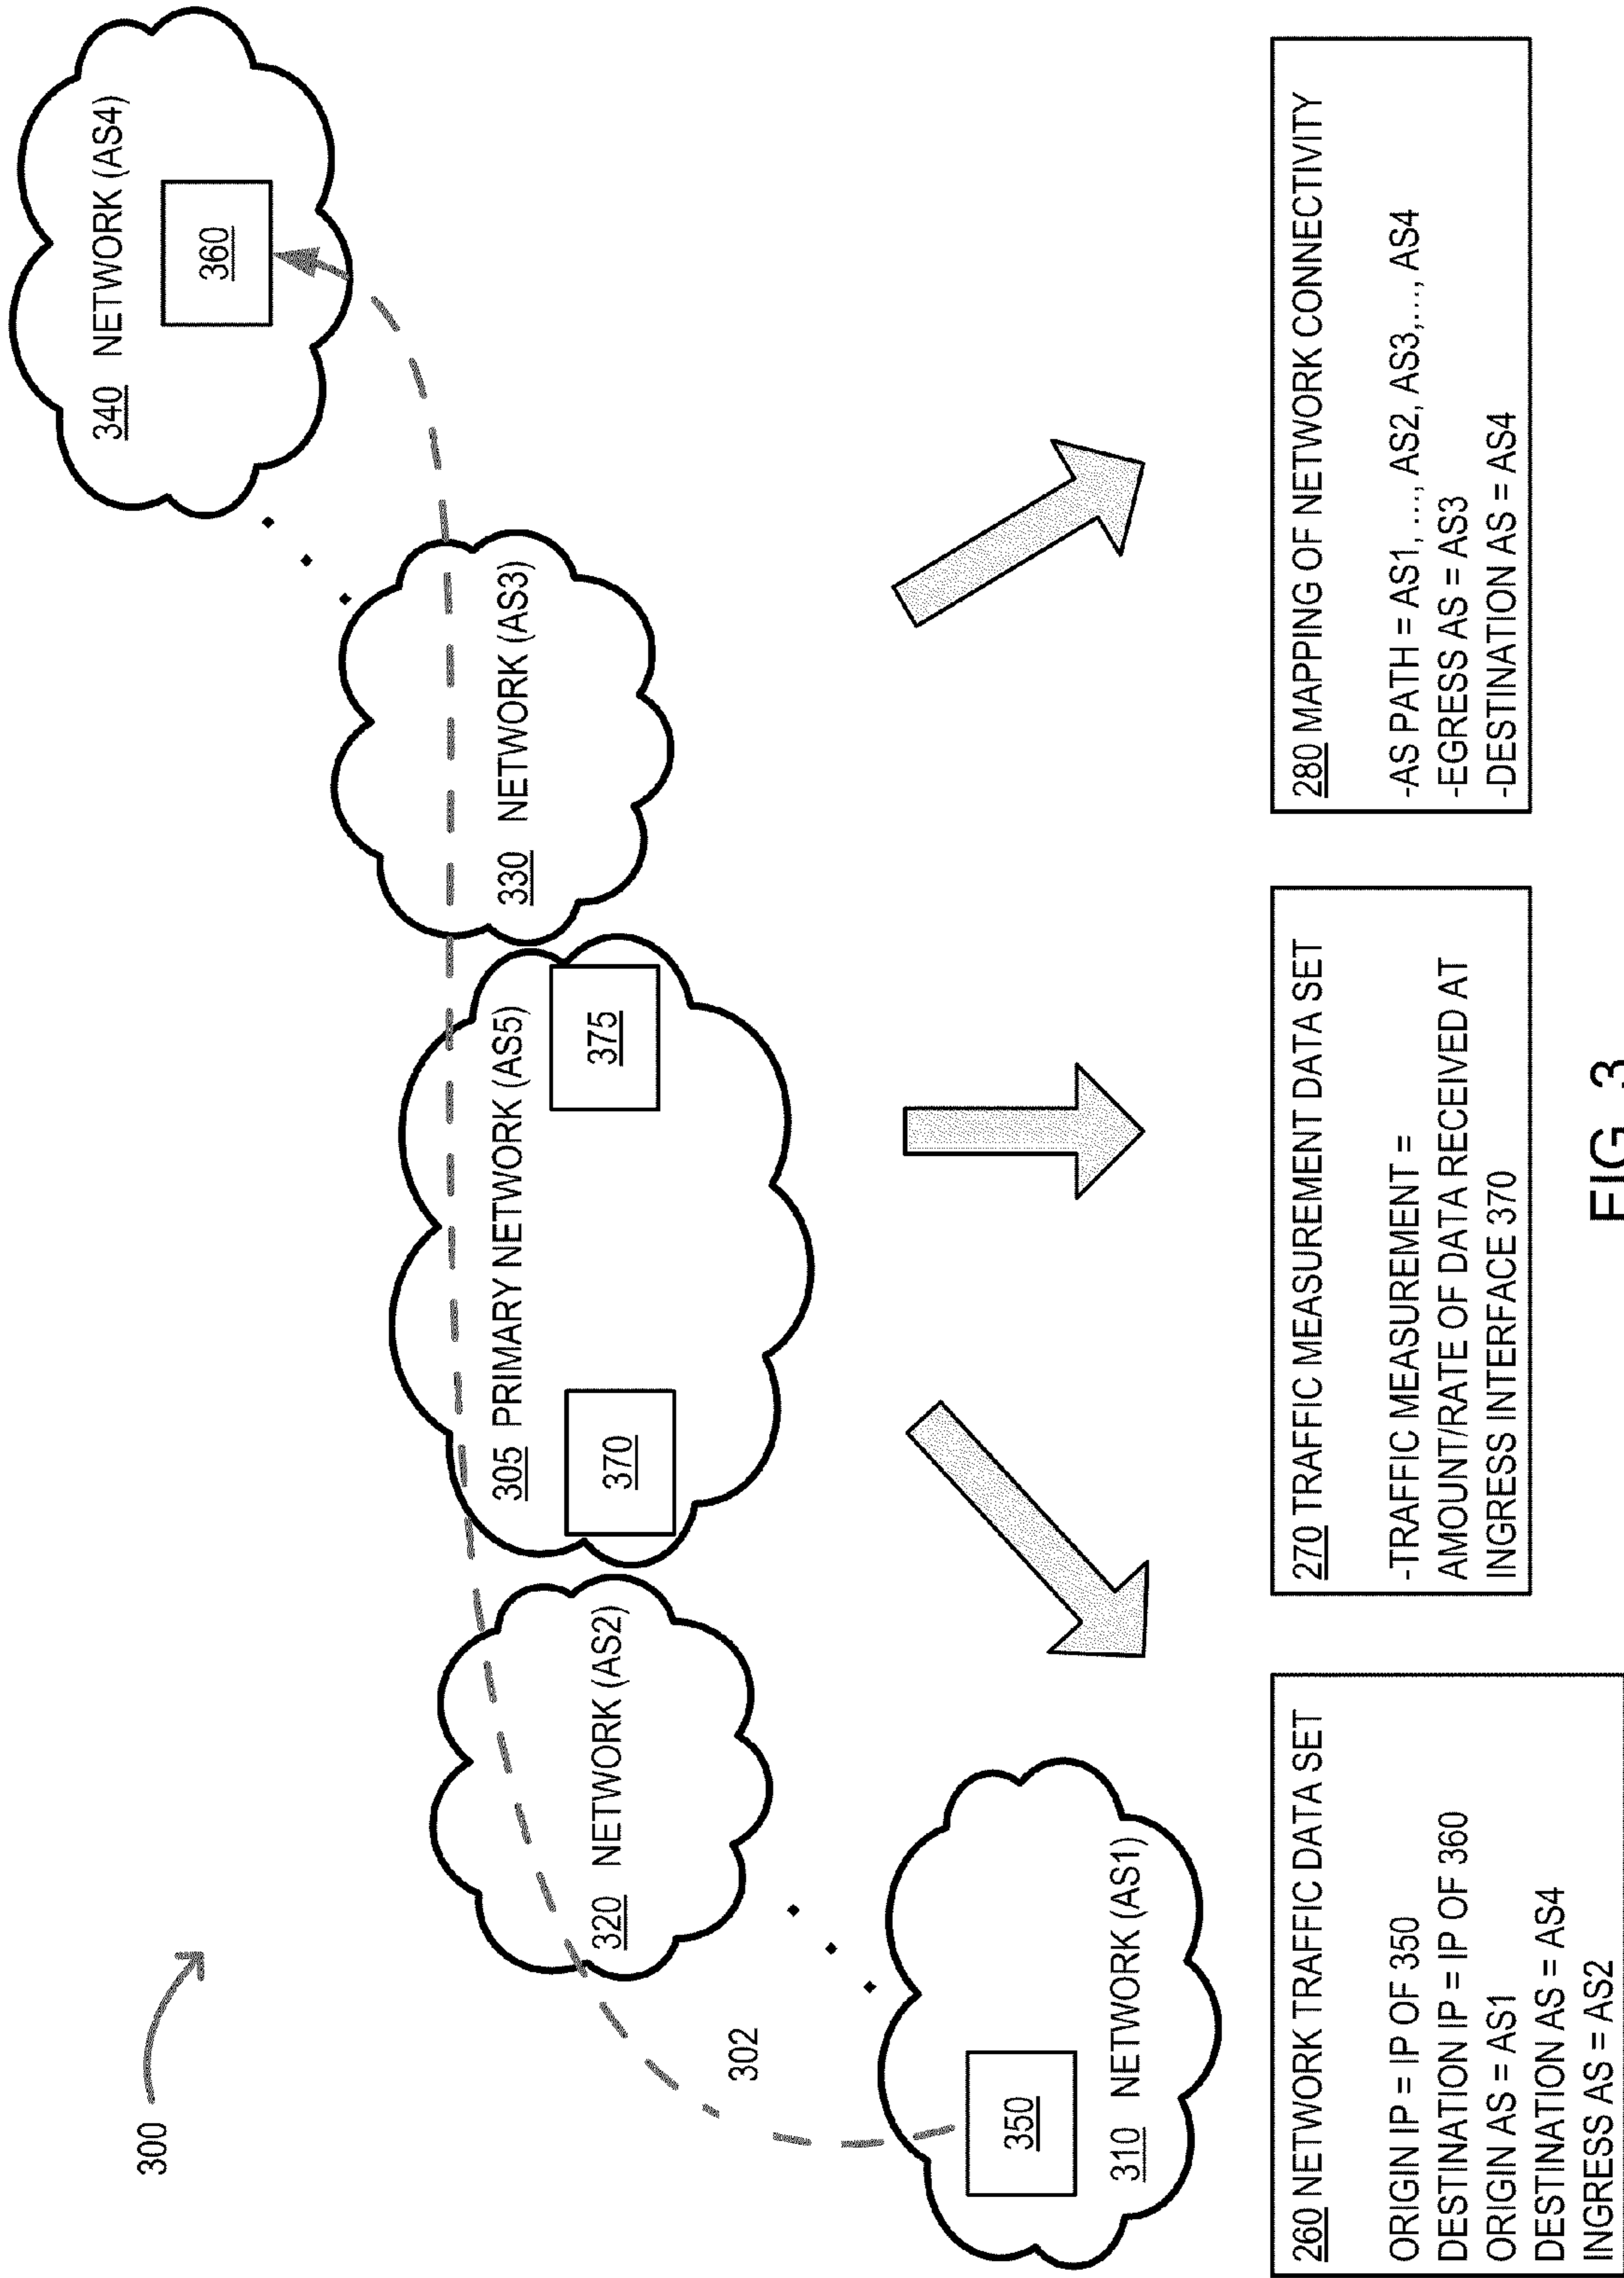 300
302
340 NETWORK (AS4)
360
330 NETWORK (AS3)
305 PRIMARY NETWORK (AS5)
370
375
320 NETWORK (AS2)
350
310 NETWORK (AS1)
260 NETWORK TRAFFIC DATA SET
ORIGIN IP = IP OF 350
DESTINATION IP = IP OF 360
ORIGIN AS = AS1
DESTINATION AS = AS4
INGRESS AS = AS2
270 TRAFFIC MEASUREMENT DATA SET
-TRAFFIC MEASUREMENT =
AMOUNT/RATE OF DATA RECEIVED AT
INGRESS INTERFACE 370
280 MAPPING OF NETWORK CONNECTIVITY
-AS PATH = AS1, ..., AS2, AS3,..., AS4
-EGRESS AS = AS3
-DESTINATION AS = AS4
FIG. 3